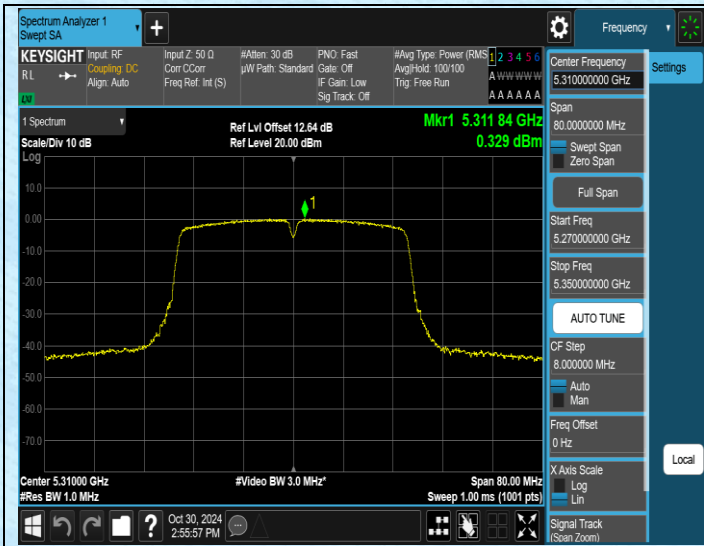 Spectrum Analyzer 1
Swept SA
+
Frequency
KEYSIGHT
RL
LXI
Input: RF
Coupling: DC
Align: Auto
Input Z: 50 Ω
Corr CCorr
Freq Ref: Int (S)
#Atten: 30 dB
µW Path: Standard
PNO: Fast
Gate: Off
IF Gain: Low
Sig Track: Off
#Avg Type: Power (RMS
Avg|Hold: 100/100
Trig: Free Run
1 2 3 4 5 6
A W W W W W
A A A A A A
1 Spectrum
Scale/Div 10 dB
Log
Ref Lvl Offset 12.64 dB
Ref Level 20.00 dBm
Mkr1 5.311 84 GHz
0.329 dBm
10.0
0.00
-10.0
-20.0
-30.0
-40.0
-50.0
-60.0
-70.0
1
Center 5.31000 GHz
#Res BW 1.0 MHz
#Video BW 3.0 MHz*
Span 80.00 MHz
Sweep 1.00 ms (1001 pts)
?
Oct 30, 2024
2:55:57 PM
Center Frequency
5.310000000 GHz
Span
80.0000000 MHz
Swept Span
Zero Span
Full Span
Start Freq
5.270000000 GHz
Stop Freq
5.350000000 GHz
AUTO TUNE
CF Step
8.000000 MHz
Auto
Man
Freq Offset
0 Hz
X Axis Scale
Log
Lin
Signal Track
(Span Zoom)
Settings
Local